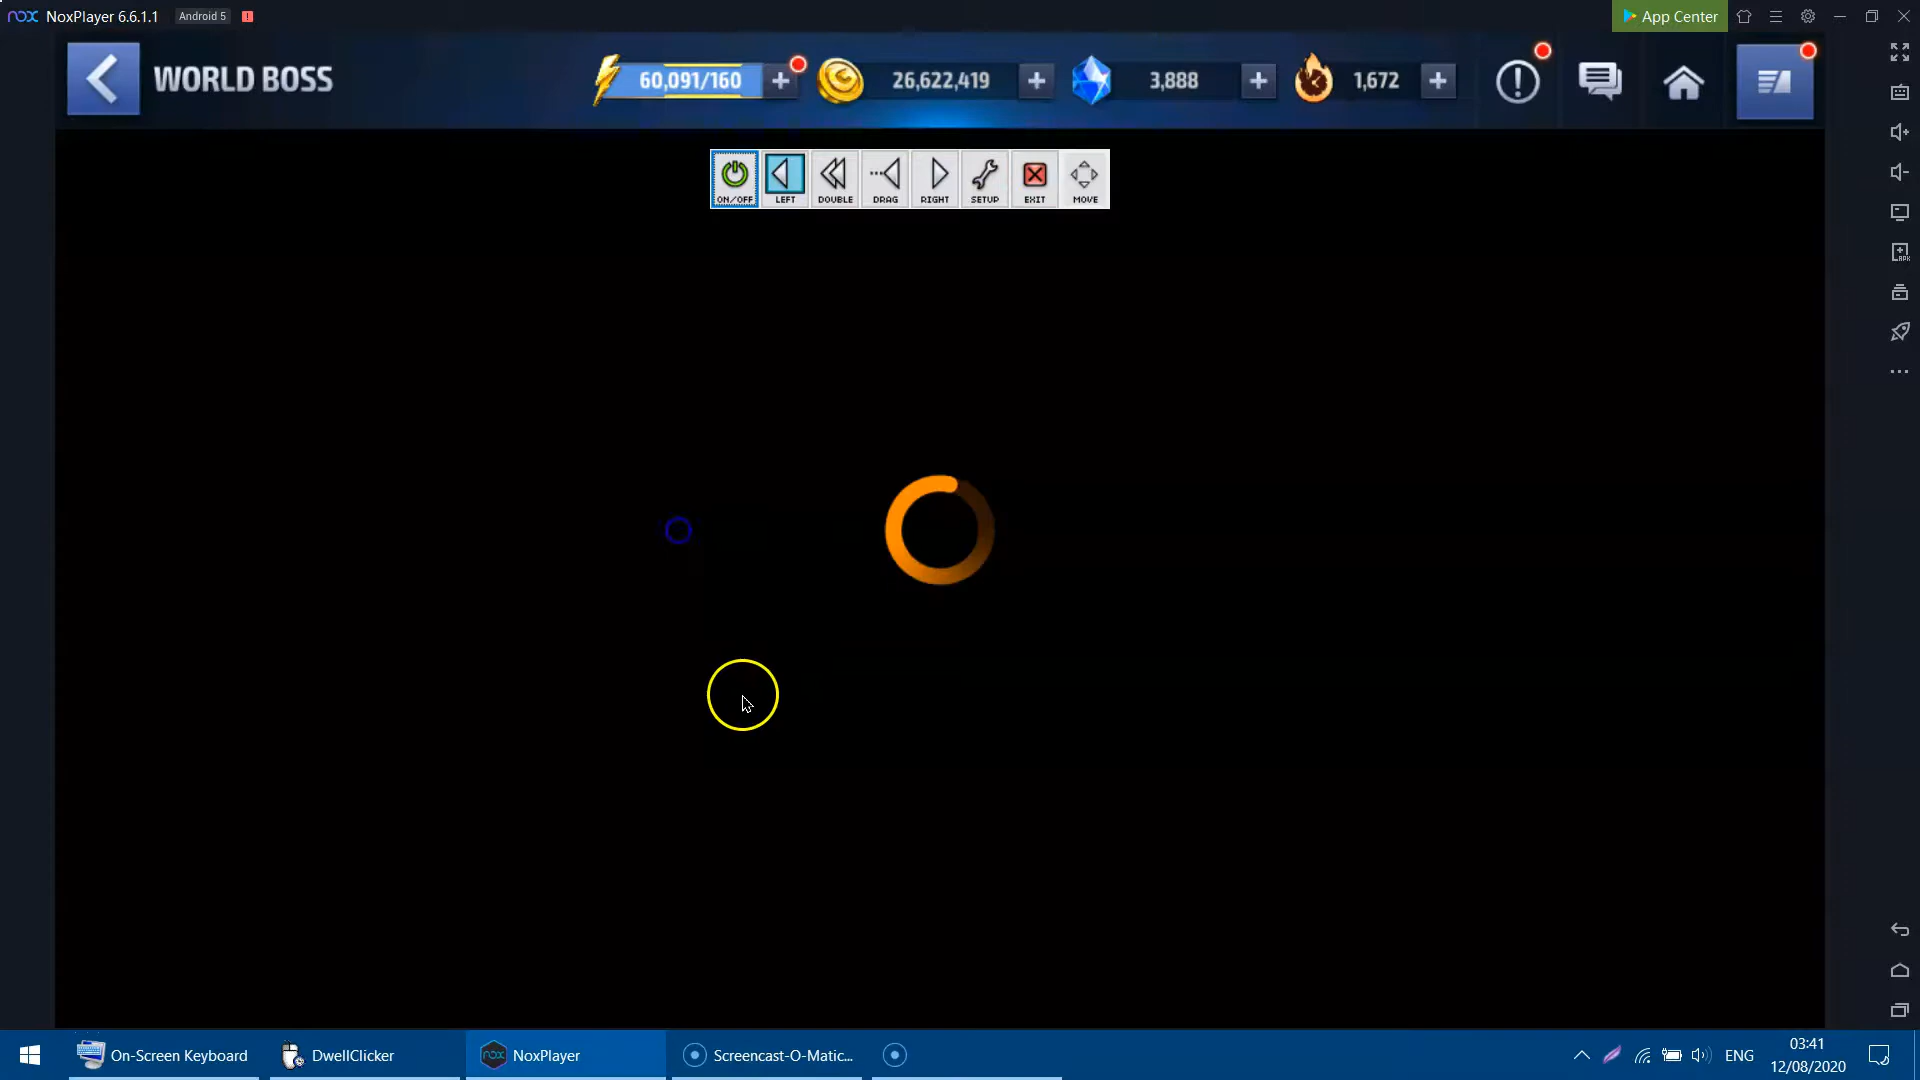 nox NoxPlayer 6.6.1.1 Android 5 App Center
WORLD BOSS 60,091/160 26,622,419 3,888 1,672
ON/OFF LEFT DOUBLE DRAG RIGHT SETUP EXIT MOVE
On-Screen Keyboard DwellClicker nox NoxPlayer Screencast-O-Matic... ENG 03:41
12/08/2020